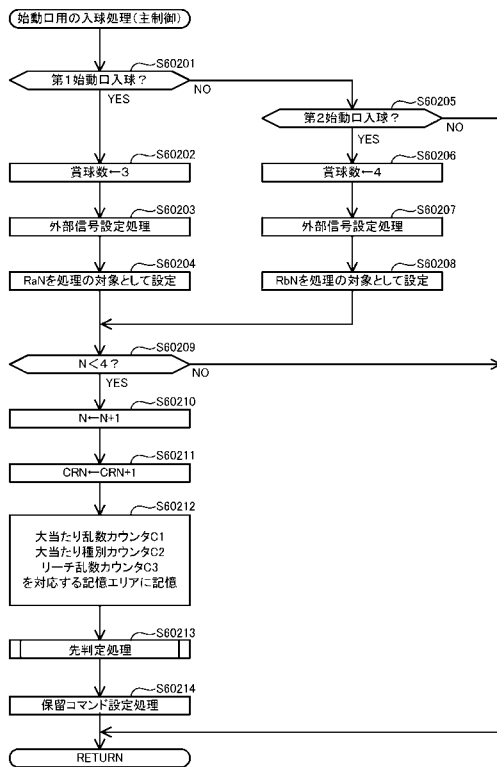 始動口用の入球処理(主制御)
S60201
第1始動口入球？
YES
NO
S60205
第2始動口入球？
YES
NO
S60202
賞球数←3
S60206
賞球数←4
S60203
外部信号設定処理
S60207
外部信号設定処理
S60204
RaNを処理の対象として設定
S60208
RbNを処理の対象として設定
S60209
N＜4？
YES
NO
S60210
N←N+1
S60211
CRN←CRN+1
S60212
大当たり乱数カウンタC1
大当たり種別カウンタC2
リーチ乱数カウンタC3
を対応する記憶エリアに記憶
S60213
先判定処理
S60214
保留コマンド設定処理
RETURN